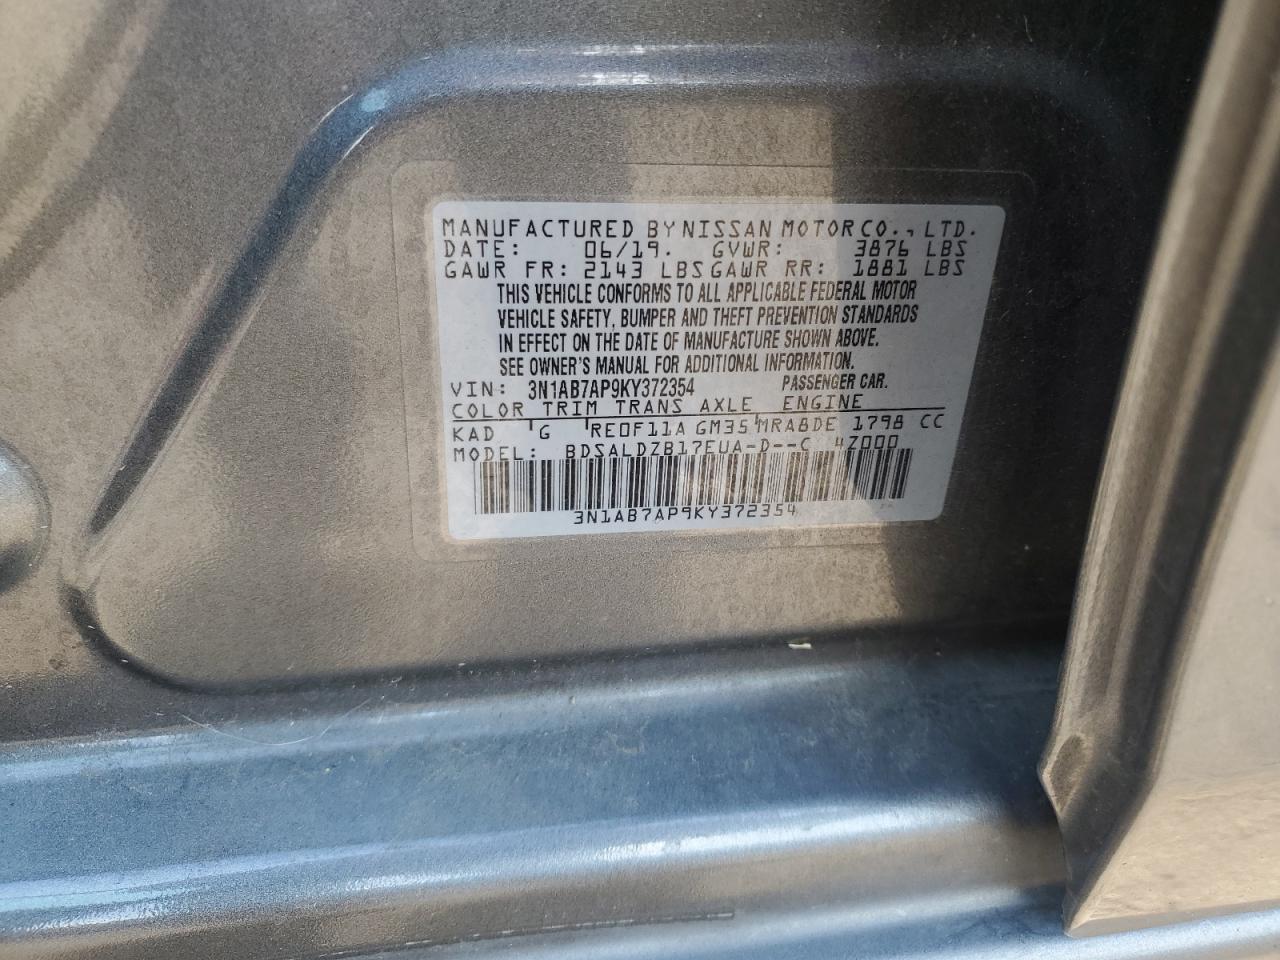 MANUFACTURED BY NISSAN MOTOR CO., LTD.
DATE: 06/19. GVWR: 3876 LBS
GAWR FR: 2143 LBS GAWR RR: 1881 LBS
THIS VEHICLE CONFORMS TO ALL APPLICABLE FEDERAL MOTOR
VEHICLE SAFETY, BUMPER AND THEFT PREVENTION STANDARDS
IN EFFECT ON THE DATE OF MANUFACTURE SHOWN ABOVE.
SEE OWNER'S MANUAL FOR ADDITIONAL INFORMATION.
VIN: 3N1AB7AP9KY372354 PASSENGER CAR.
COLOR TRIM TRANS AXLE ENGINE
KAD G RE0F11A GM35 MRA8DE 1798 CC
MODEL: BDSALDZB17EUA-D--C 4Z000
3N1AB7AP9KY372354